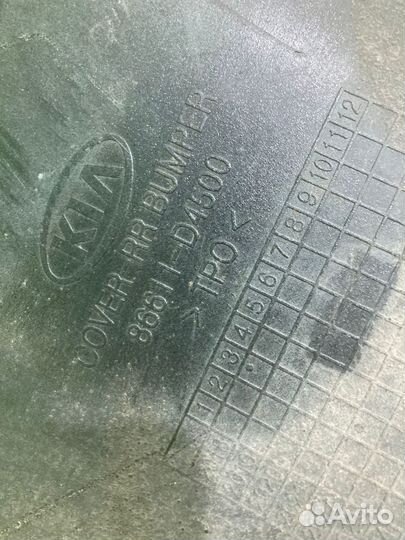 KIA
COVER-RR BUMPER
86611-D4500
> TPO <
1 2 3 4 5 6 7 8 9 10 11 12
Avito